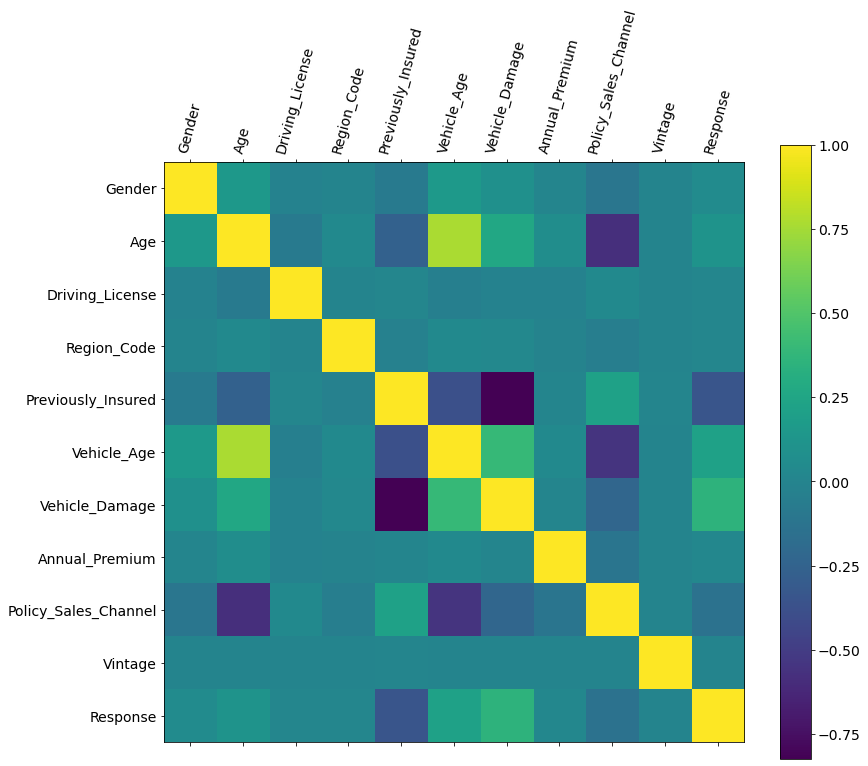 Gender
Age
Driving_License
Region_Code
Previously_Insured
Vehicle_Age
Vehicle_Damage
Annual_Premium
Policy_Sales_Channel
Vintage
Response
Gender
Age
Driving_License
Region_Code
Previously_Insured
Vehicle_Age
Vehicle_Damage
Annual_Premium
Policy_Sales_Channel
Vintage
Response
1.00
0.75
0.50
0.25
0.00
−0.25
−0.50
−0.75